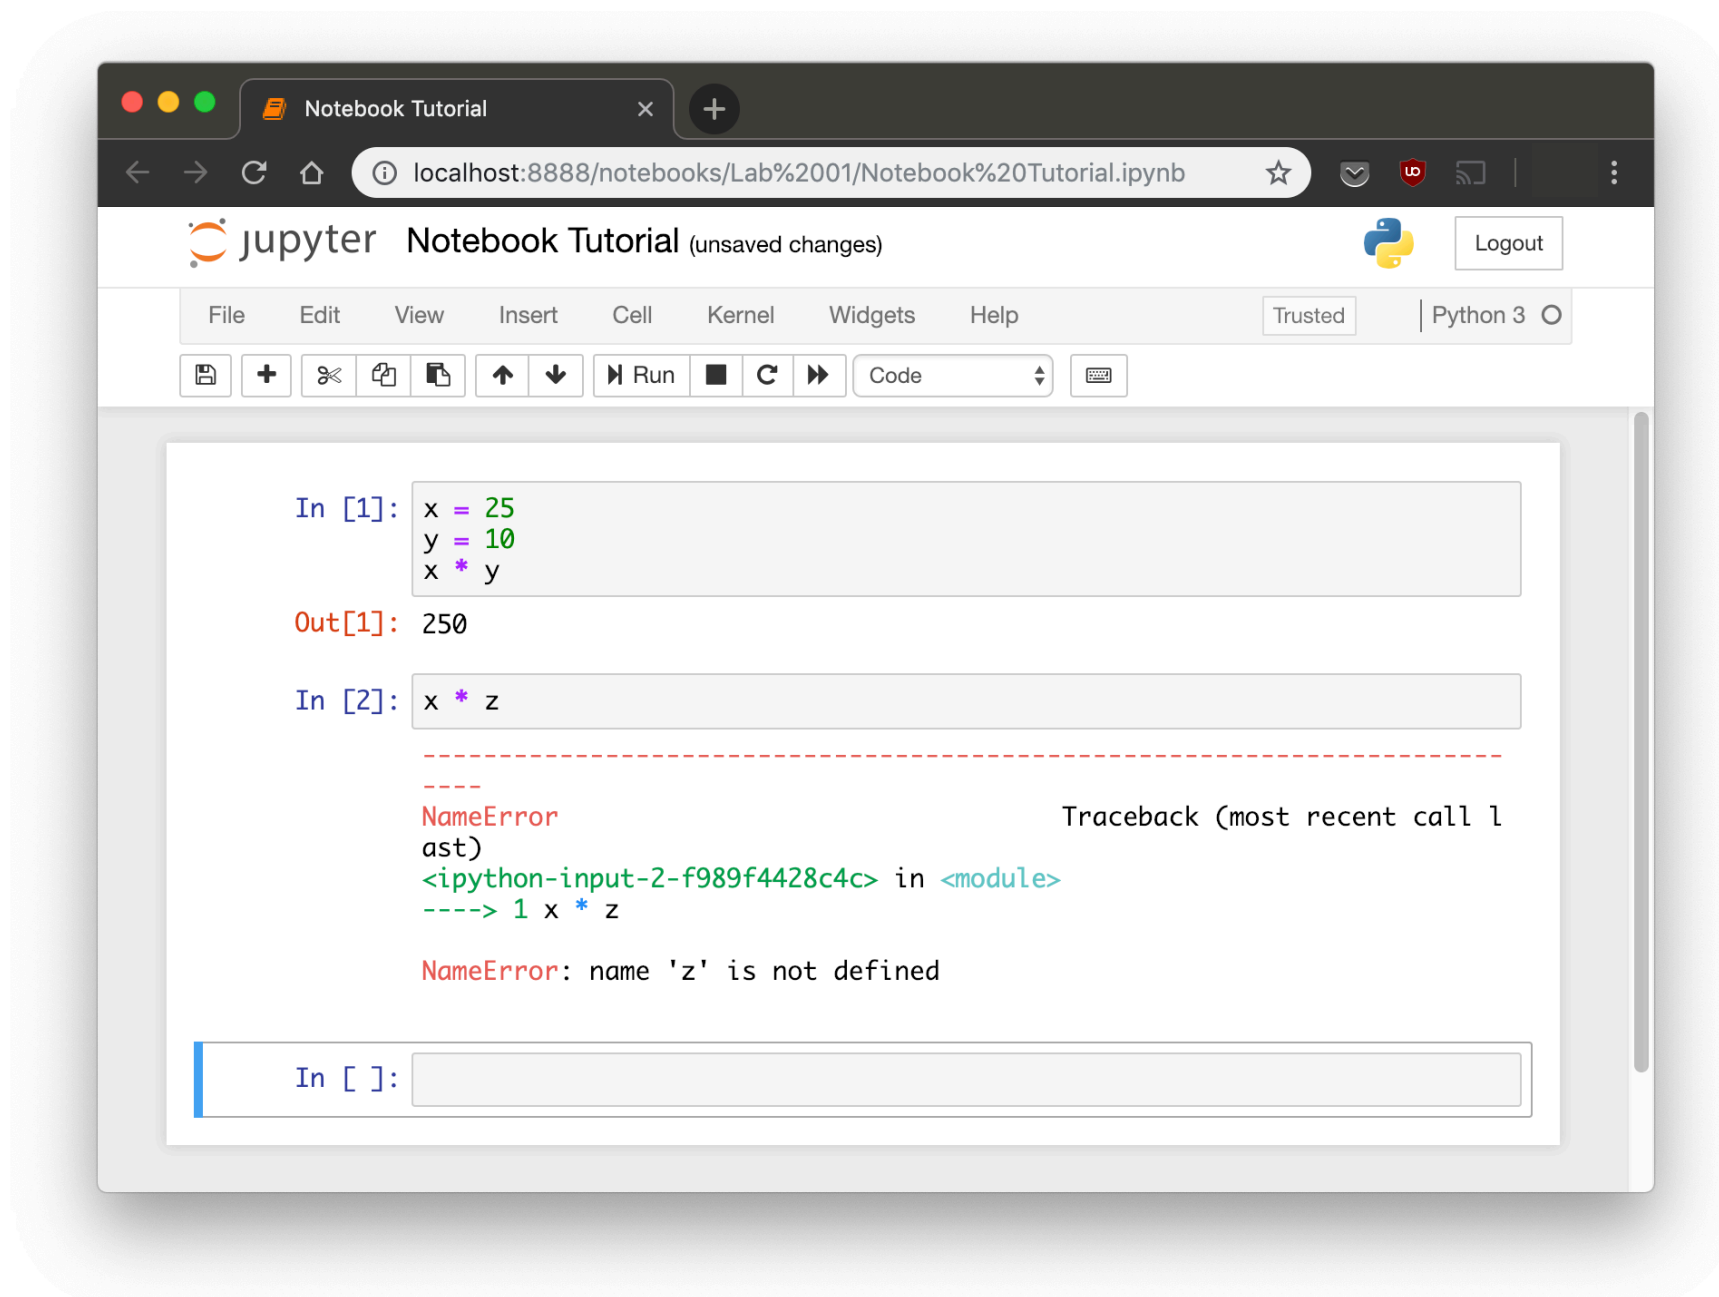 Notebook Tutorial
localhost:8888/notebooks/Lab%2001/Notebook%20Tutorial.ipynb
jupyter Notebook Tutorial (unsaved changes) Logout
File Edit View Insert Cell Kernel Widgets Help Trusted Python 3
Run Code
In [1]: x = 25
y = 10
x * y
Out[1]: 250
In [2]: x * z
-----------------------------------------------------------------------
----
NameError Traceback (most recent call l
ast)
<ipython-input-2-f989f4428c4c> in <module>
----> 1 x * z
NameError: name 'z' is not defined
In [ ]: